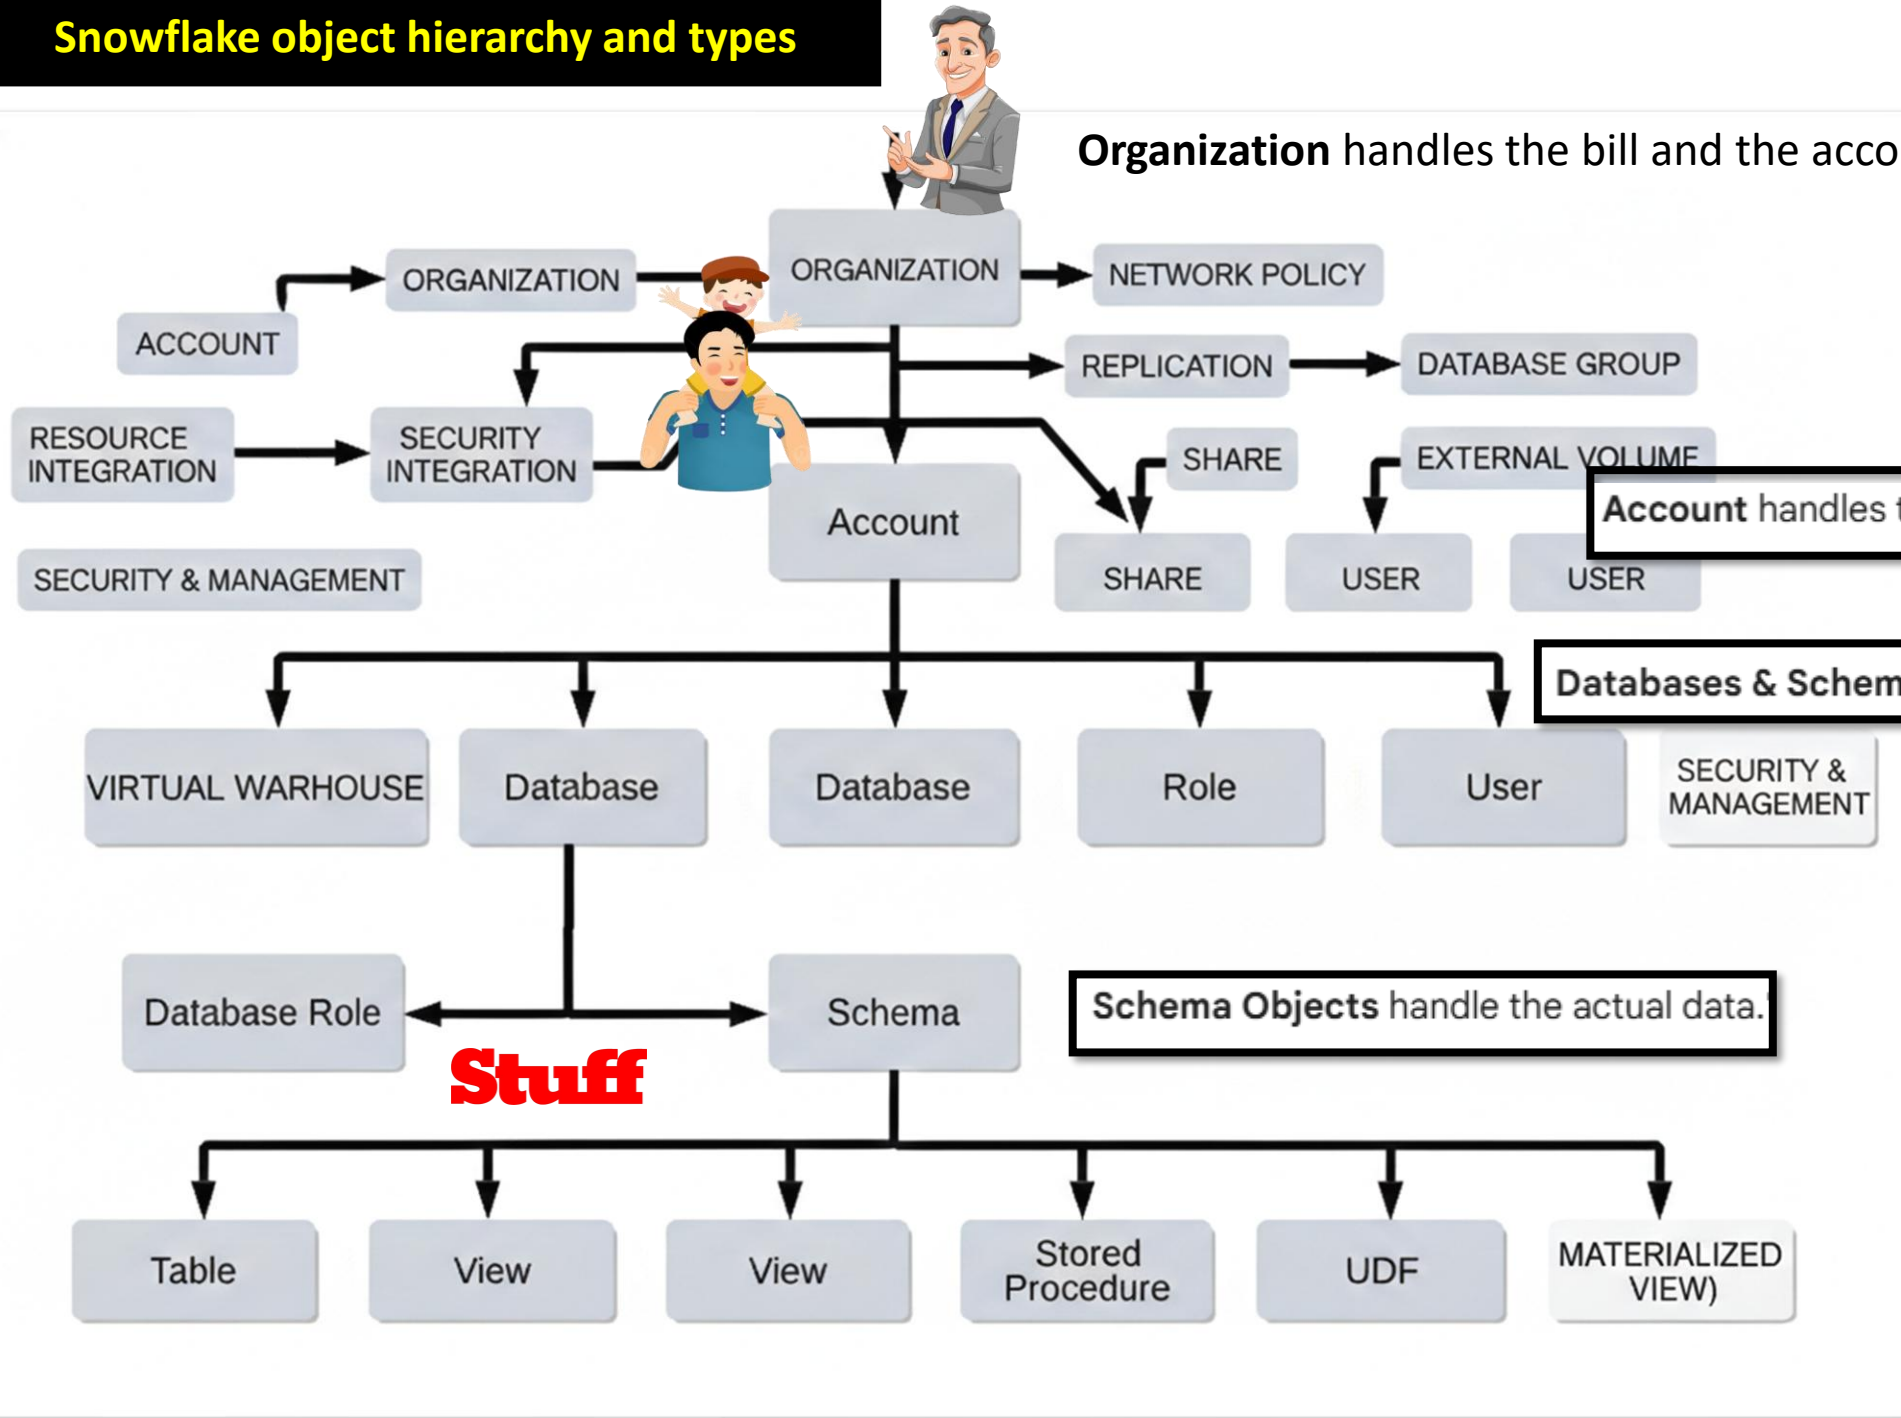 Snowflake object hierarchy and types
Organization handles the bill and the acco
ORGANIZATION
ORGANIZATION
NETWORK POLICY
ACCOUNT
REPLICATION
DATABASE GROUP
RESOURCE
INTEGRATION
SECURITY
INTEGRATION
SHARE
EXTERNAL VOLUME
Account handles t
Account
SECURITY & MANAGEMENT
SHARE
USER
USER
Databases & Schem
VIRTUAL WARHOUSE
Database
Database
Role
User
SECURITY &
MANAGEMENT
Database Role
Schema
Schema Objects handle the actual data.
Stuff
Table
View
View
Stored
Procedure
UDF
MATERIALIZED
VIEW)